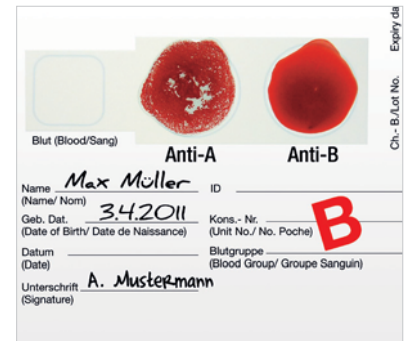 Expiry da
Ch.- B./Lot No.
Blut (Blood/Sang)
Anti-A Anti-B
Name Max Müller ID
(Name/ Nom)
Geb. Dat. 3.4.2011 Kons.- Nr.
(Date of Birth/ Date de Naissance) (Unit No./ No. Poche)
B
Datum Blutgruppe
(Date) (Blood Group/ Groupe Sanguin)
Unterschrift A. Mustermann
(Signature)